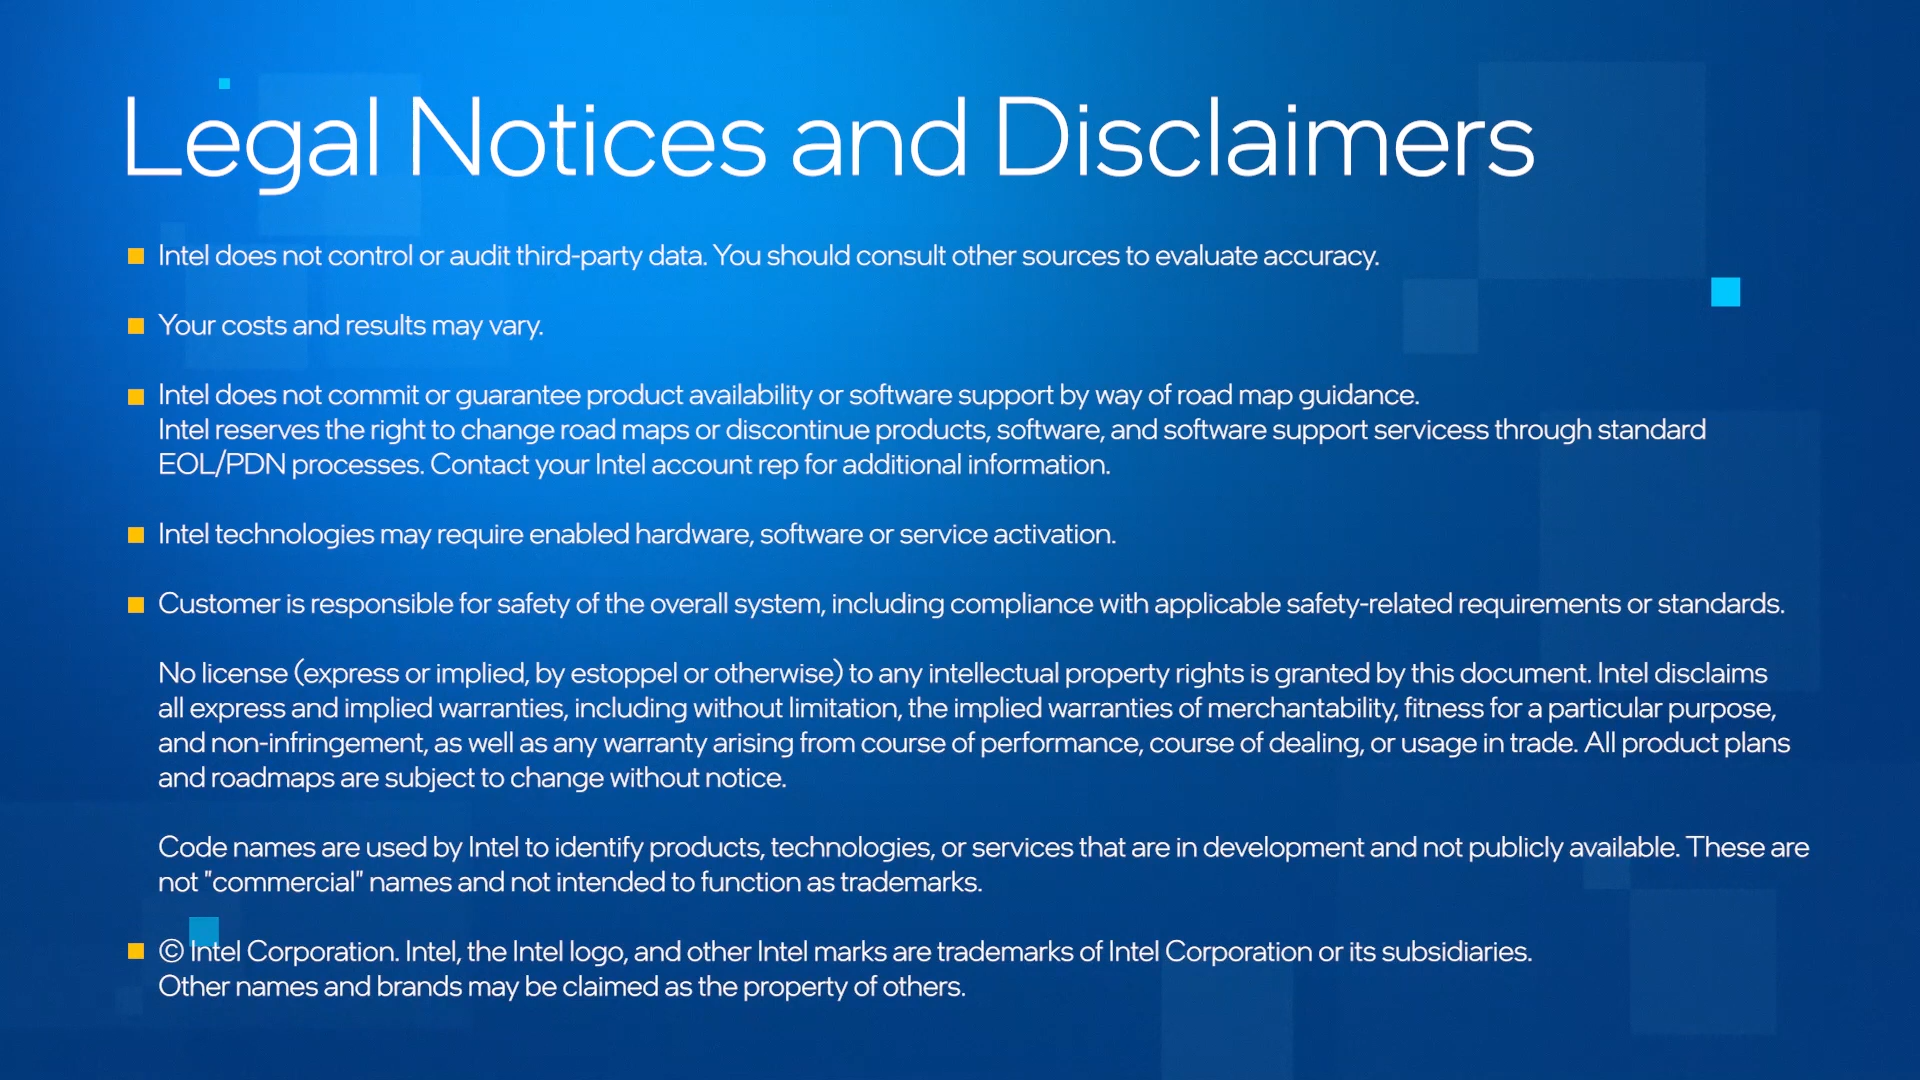 Legal Notices and Disclaimers
Intel does not control or audit third-party data. You should consult other sources to evaluate accuracy.
Your costs and results may vary.
Intel does not commit or guarantee product availability or software support by way of road map guidance.
Intel reserves the right to change road maps or discontinue products, software, and software support servicess through standard
EOL/PDN processes. Contact your Intel account rep for additional information.
Intel technologies may require enabled hardware, software or service activation.
Customer is responsible for safety of the overall system, including compliance with applicable safety-related requirements or standards.
No license (express or implied, by estoppel or otherwise) to any intellectual property rights is granted by this document. Intel disclaims
all express and implied warranties, including without limitation, the implied warranties of merchantability, fitness for a particular purpose,
and non-infringement, as well as any warranty arising from course of performance, course of dealing, or usage in trade. All product plans
and roadmaps are subject to change without notice.
Code names are used by Intel to identify products, technologies, or services that are in development and not publicly available. These are
not "commercial" names and not intended to function as trademarks.
© Intel Corporation. Intel, the Intel logo, and other Intel marks are trademarks of Intel Corporation or its subsidiaries.
Other names and brands may be claimed as the property of others.